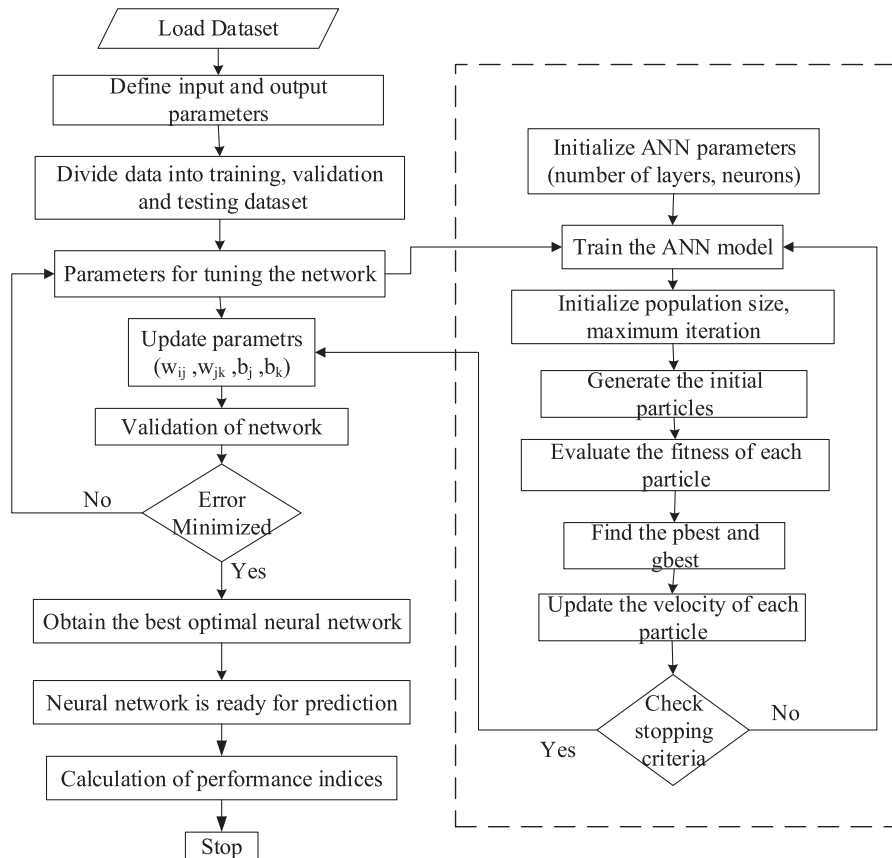 Load Dataset
Define input and output
parameters
Divide data into training, validation
and testing dataset
Parameters for tuning the network
Update parametrs
(wij ,wjk ,bj ,bk)
Validation of network
No
Error
Minimized
Yes
Obtain the best optimal neural network
Neural network is ready for prediction
Calculation of performance indices
Stop
Initialize ANN parameters
(number of layers, neurons)
Train the ANN model
Initialize population size,
maximum iteration
Generate the initial
particles
Evaluate the fitness of each
particle
Find the pbest and
gbest
Update the velocity of each
particle
Check
stopping
criteria
Yes
No